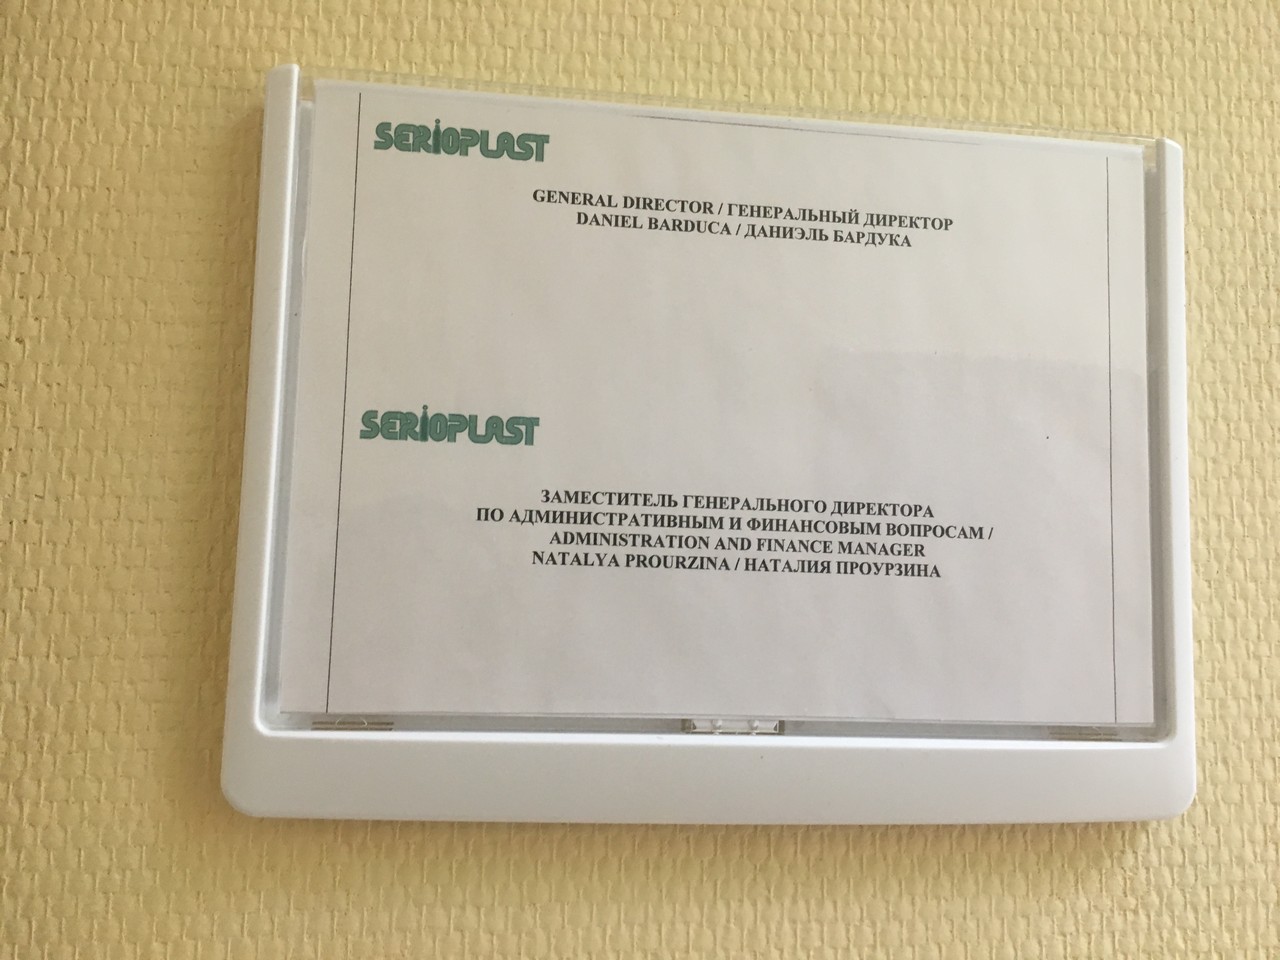 SERIOPLAST
GENERAL DIRECTOR / ГЕНЕРАЛЬНЫЙ ДИРЕКТОР
DANIEL BARDUCA / ДАНИЭЛЬ БАРДУКА
SERIOPLAST
ЗАМЕСТИТЕЛЬ ГЕНЕРАЛЬНОГО ДИРЕКТОРА
ПО АДМИНИСТРАТИВНЫМ И ФИНАНСОВЫМ ВОПРОСАМ /
ADMINISTRATION AND FINANCE MANAGER
NATALYA PROURZINA / НАТАЛИЯ ПРОУРЗИНА